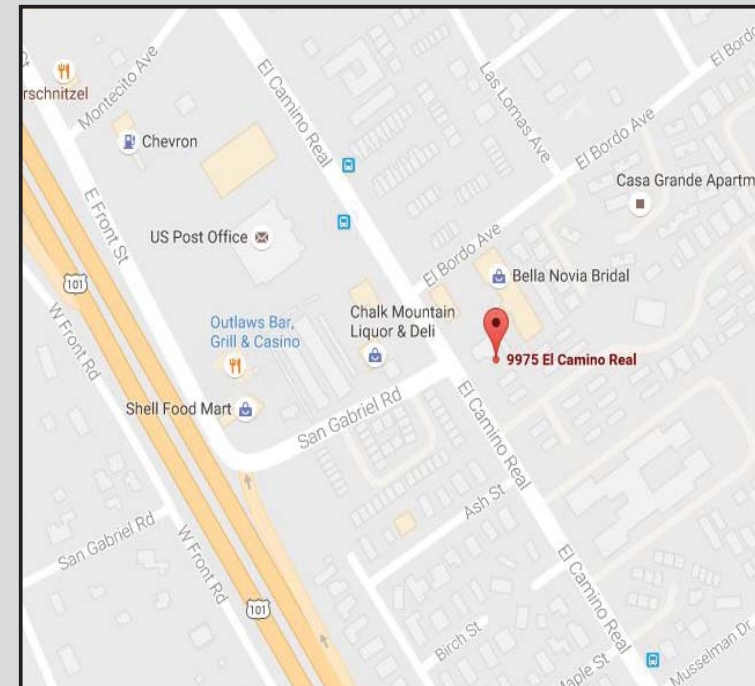 rschnitzel
Montecito Ave
Chevron
E Front St
US Post Office
101
W Front Rd
Outlaws Bar,
Grill & Casino
Shell Food Mart
San Gabriel Rd
W Front Rd
101
El Camino Real
Las Lomas Ave
El Bordo
El Bordo Ave
Casa Grande Apartm
El Bordo Ave
Bella Novia Bridal
Chalk Mountain
Liquor & Deli
9975 El Camino Real
San Gabriel Rd
El Camino Real
Ash St
El Camino Real
Birch St
Maple St
Musselman Dr